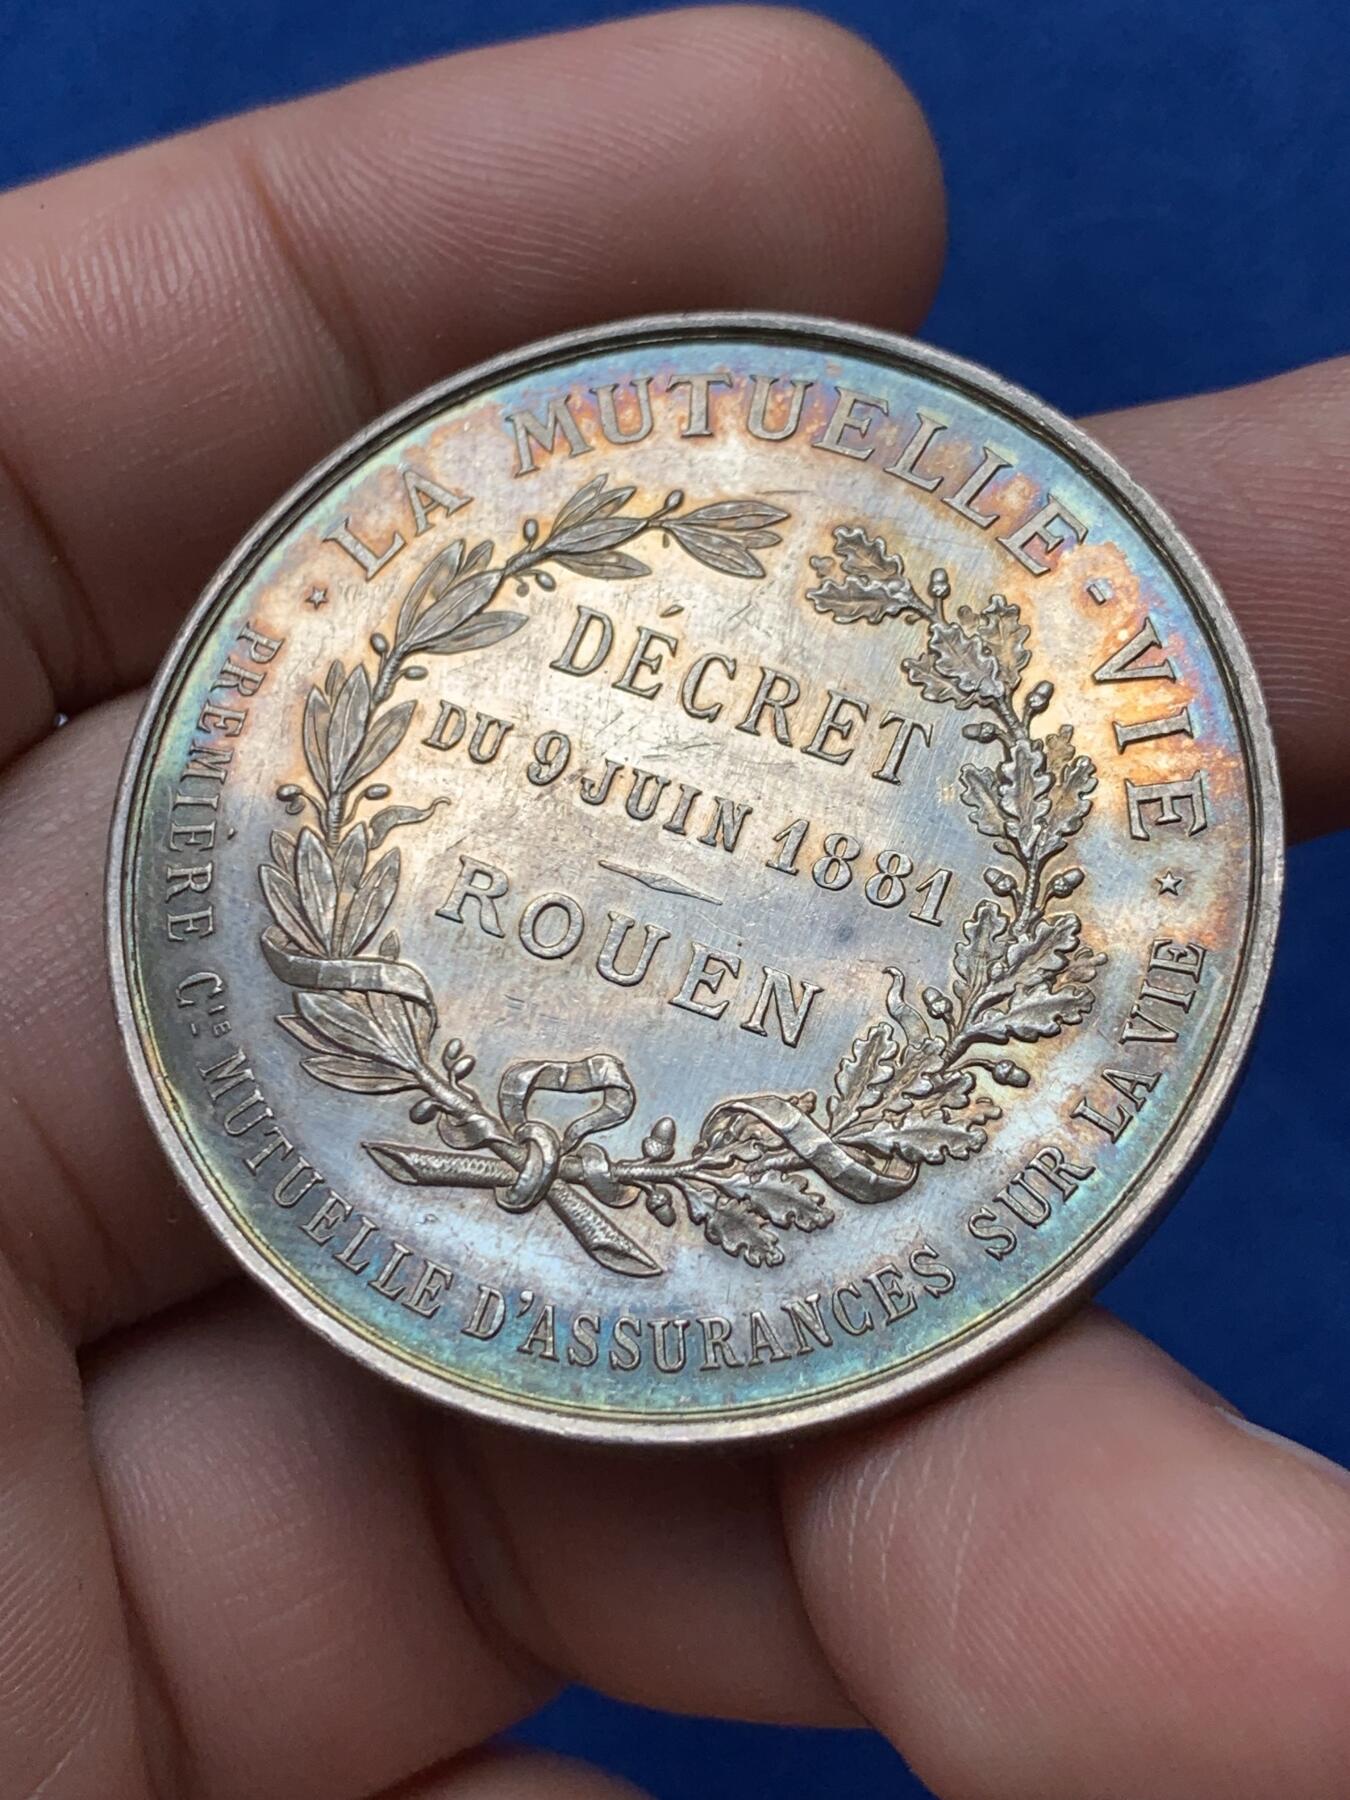 LA MUTUELLE-VIE
DÉCRET
DU 9 JUIN 1881
ROUEN
PREMIÈRE CIE MUTUELLE D'ASSURANCES SUR LA VIE